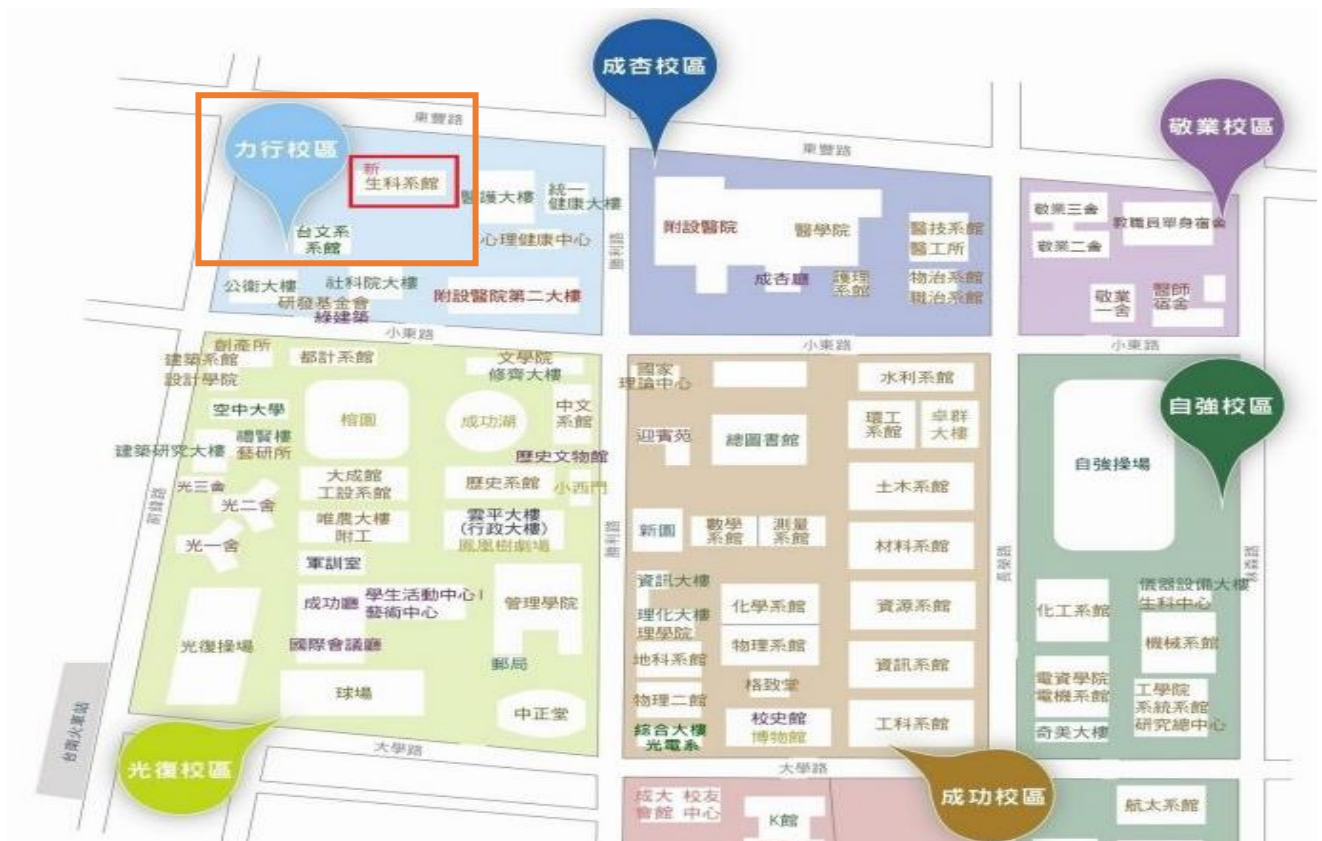 成杏校區
敬業校區
力行校區
東豐路
東豐路
新
生科系館
醫護大樓
統一
健康大樓
台文系
系館
心理健康中心
公衛大樓
社科院大樓
研發基金會
綠建築
附設醫院第二大樓
勝利路
附設醫院
醫學院
醫技系館
醫工所
成杏廳
護理
系館
物治系館
職治系館
敬業三舍
敬業二舍
教職員單身宿舍
敬業
一舍
醫師
宿舍
小東路
小東路
小東路
創產所
建築系館
設計學院
都計系館
文學院
修齊大樓
空中大學
榕園
成功湖
中文
系館
禮賢樓
藝研所
建築研究大樓
歷史文物館
光三舍
光二舍
光一舍
大成館
工設系館
歷史系館
小西門
唯農大樓
附工
雲平大樓
(行政大樓)
鳳凰樹劇場
前鋒路
勝利路
軍訓室
成功廳
學生活動中心I
藝術中心
管理學院
國際會議廳
光復操場
郵局
球場
中正堂
台南火車站
大學路
光復校區
國家
理論中心
水利系館
迎賓苑
總圖書館
環工
系館
卓群
大樓
土木系館
新園
數學
系館
測量
系館
材料系館
資訊大樓
理化大樓
理學院
化學系館
資源系館
地科系館
物理系館
資訊系館
物理二館
格致堂
綜合大樓
光電系
校史館
博物館
工科系館
大學路
成功校區
長榮路
自強校區
自強操場
林森路
化工系館
儀器設備大樓
生科中心
機械系館
電資學院
電機系館
工學院
系統系館
研究總中心
奇美大樓
成大 校友
會館 中心
K館
航太系館